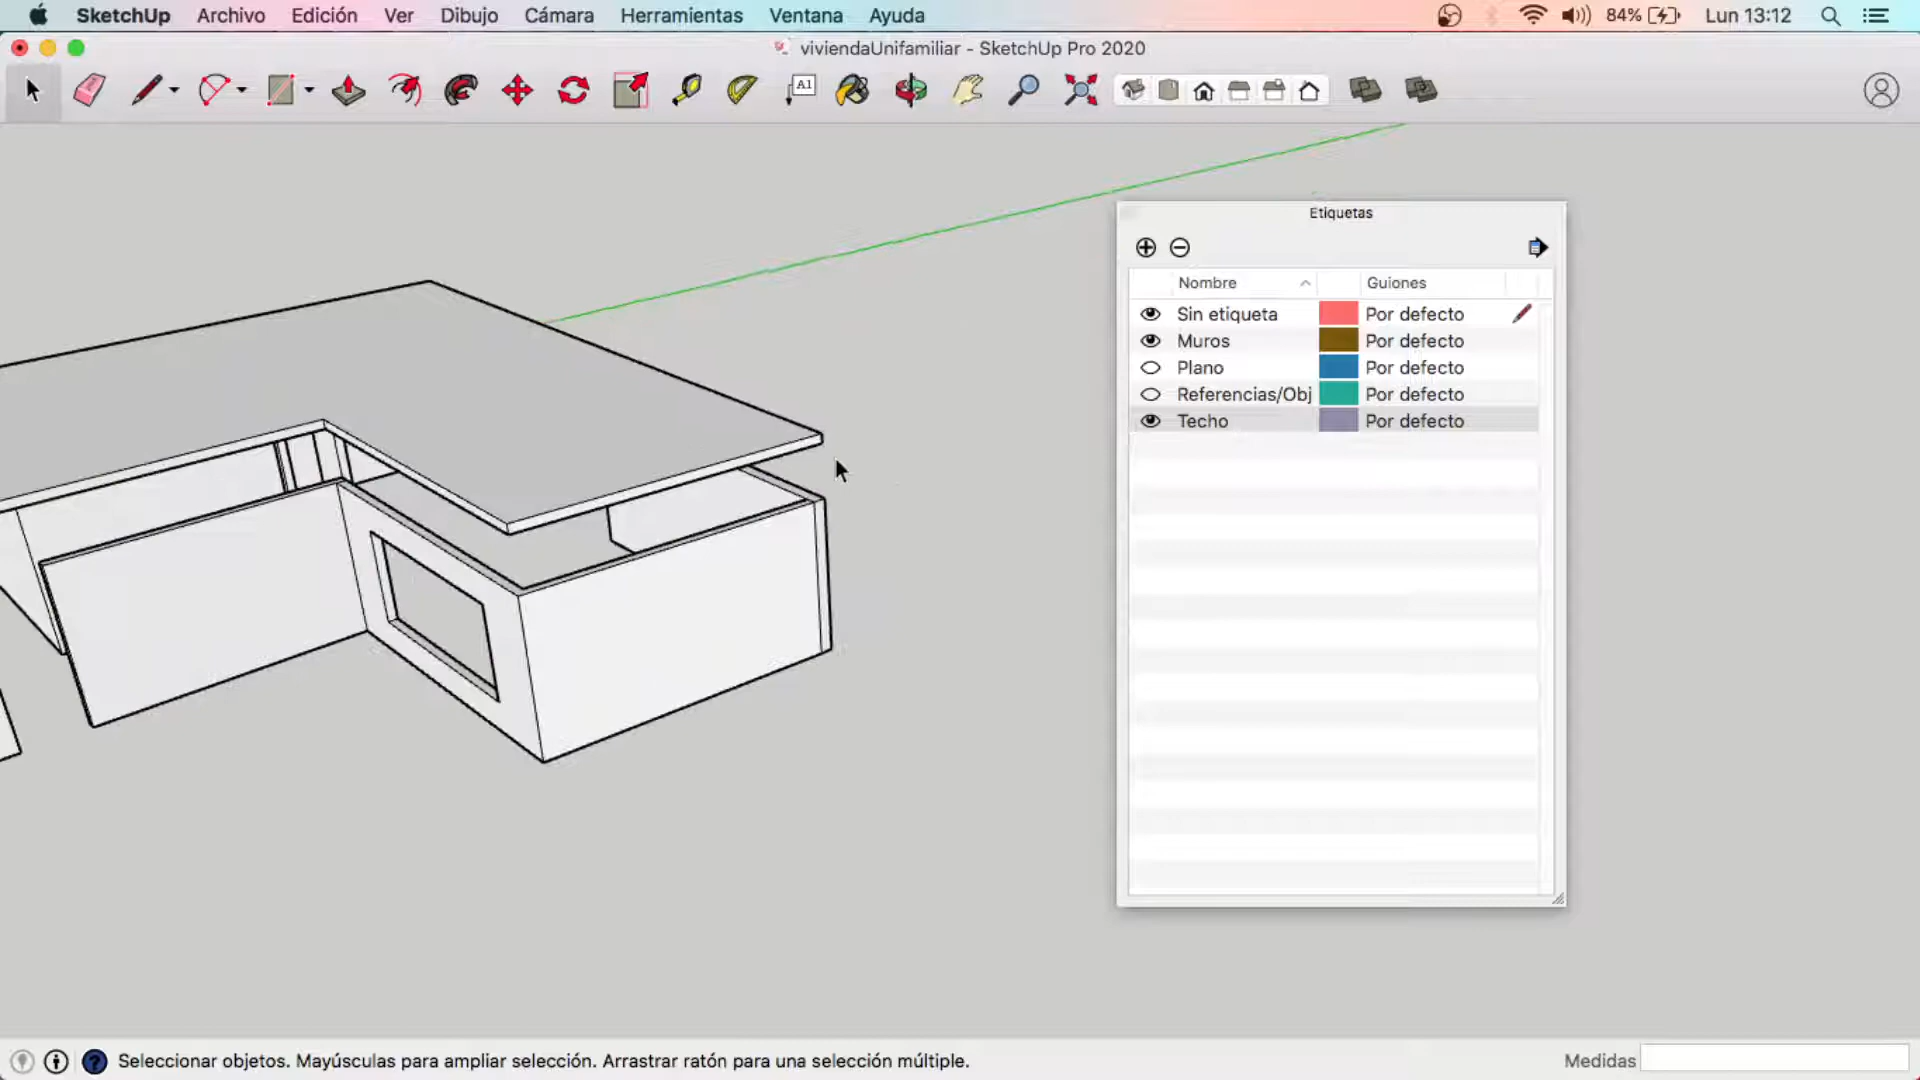 SketchUp Archivo Edición Ver Dibujo Cámara Herramientas Ventana Ayuda 84% Lun 13:12
viviendaUnifamiliar - SketchUp Pro 2020
A1
Etiquetas
Nombre Guiones
Sin etiqueta Por defecto
Muros Por defecto
Plano Por defecto
Referencias/Obj Por defecto
Techo Por defecto
Seleccionar objetos. Mayúsculas para ampliar selección. Arrastrar ratón para una selección múltiple. Medidas